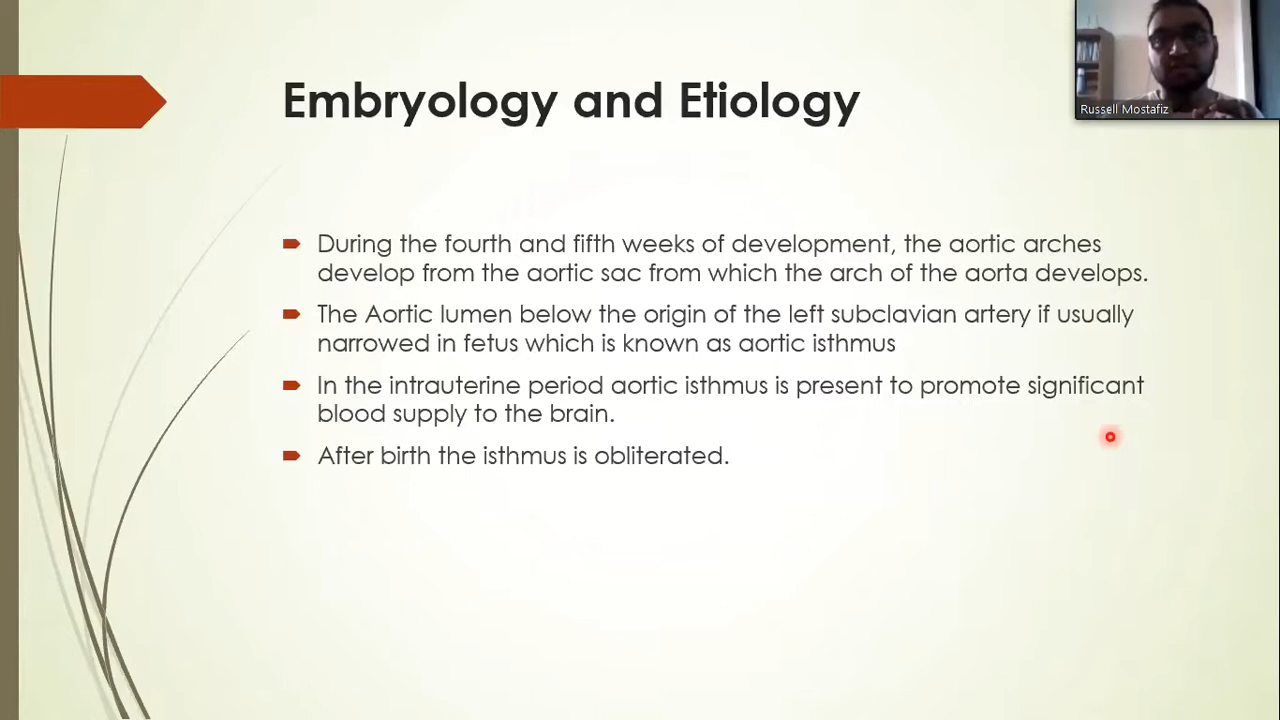 Embryology and Etiology
Russell Mostafiz
During the fourth and fifth weeks of development, the aortic arches
develop from the aortic sac from which the arch of the aorta develops.
The Aortic lumen below the origin of the left subclavian artery if usually
narrowed in fetus which is known as aortic isthmus
In the intrauterine period aortic isthmus is present to promote significant
blood supply to the brain.
After birth the isthmus is obliterated.